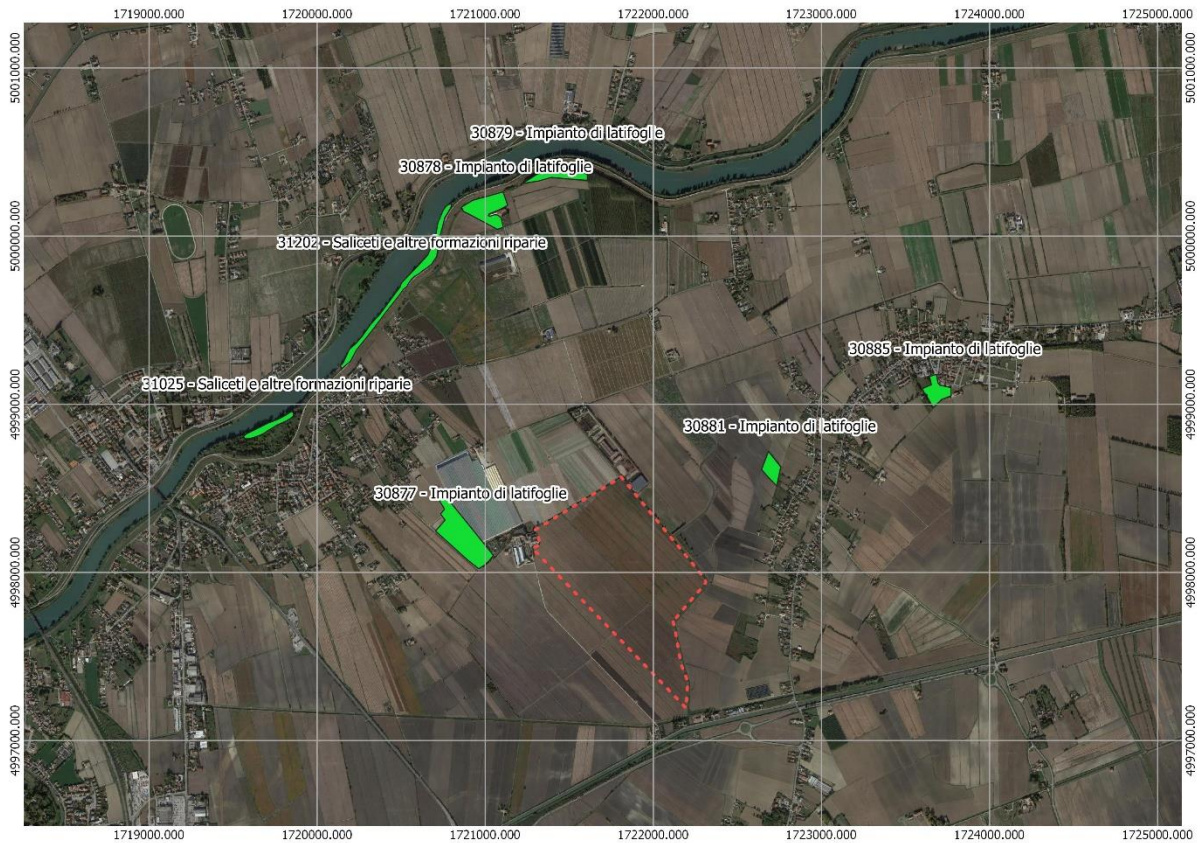 1719000.000 1720000.000 1721000.000 1722000.000 1723000.000 1724000.000 1725000.000
5001000.000 5001000.000
30879 - Impianto di latifoglie
30878 - Impianto di latifoglie
5000000.000 5000000.000
31202 - Saliceti e altre formazioni riparie
30885 - Impianto di latifoglie
31025 - Saliceti e altre formazioni riparie
4999000.000 4999000.000
30881 - Impianto di latifoglie
30877 - Impianto di latifoglie
4998000.000 4998000.000
4997000.000 4997000.000
1719000.000 1720000.000 1721000.000 1722000.000 1723000.000 1724000.000 1725000.000